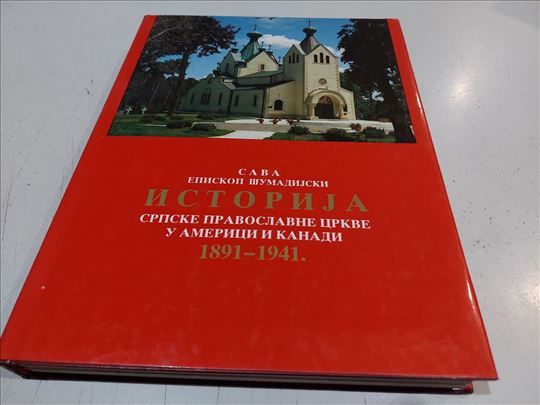 САВА
ЕПИСКОП ШУМАДИЈСКИ
ИСТОРИЈА
СРПСКЕ ПРАВОСЛАВНЕ ЦРКВЕ
У АМЕРИЦИ И КАНАДИ
1891–1941.